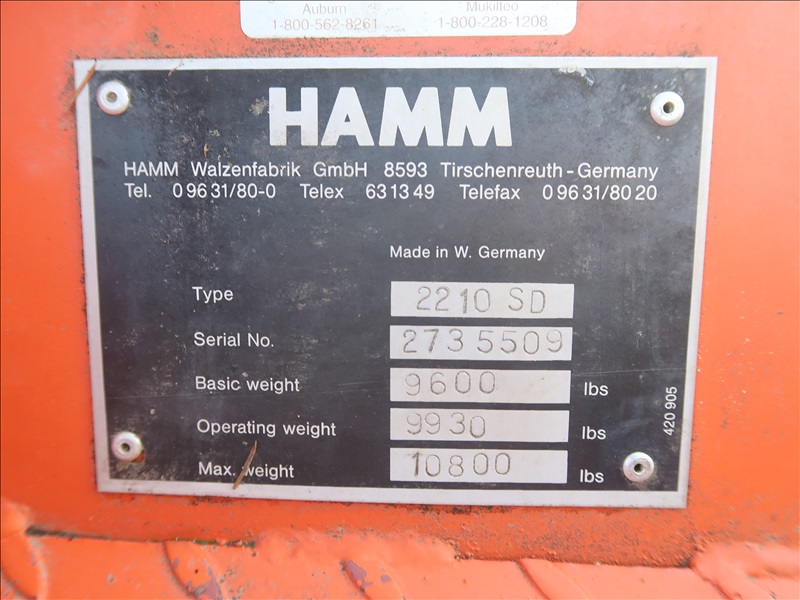 Auburn Mukilteo
1-800-562-8261 1-800-228-1208
HAMM
HAMM Walzenfabrik GmbH 8593 Tirschenreuth - Germany
Tel. 0 96 31/80-0 Telex 63 13 49 Telefax 0 96 31/80 20
Made in W. Germany
Type 2210 SD
Serial No. 2735509
Basic weight 9600 lbs
Operating weight 9930 lbs
Max. weight 10800 lbs
420 905